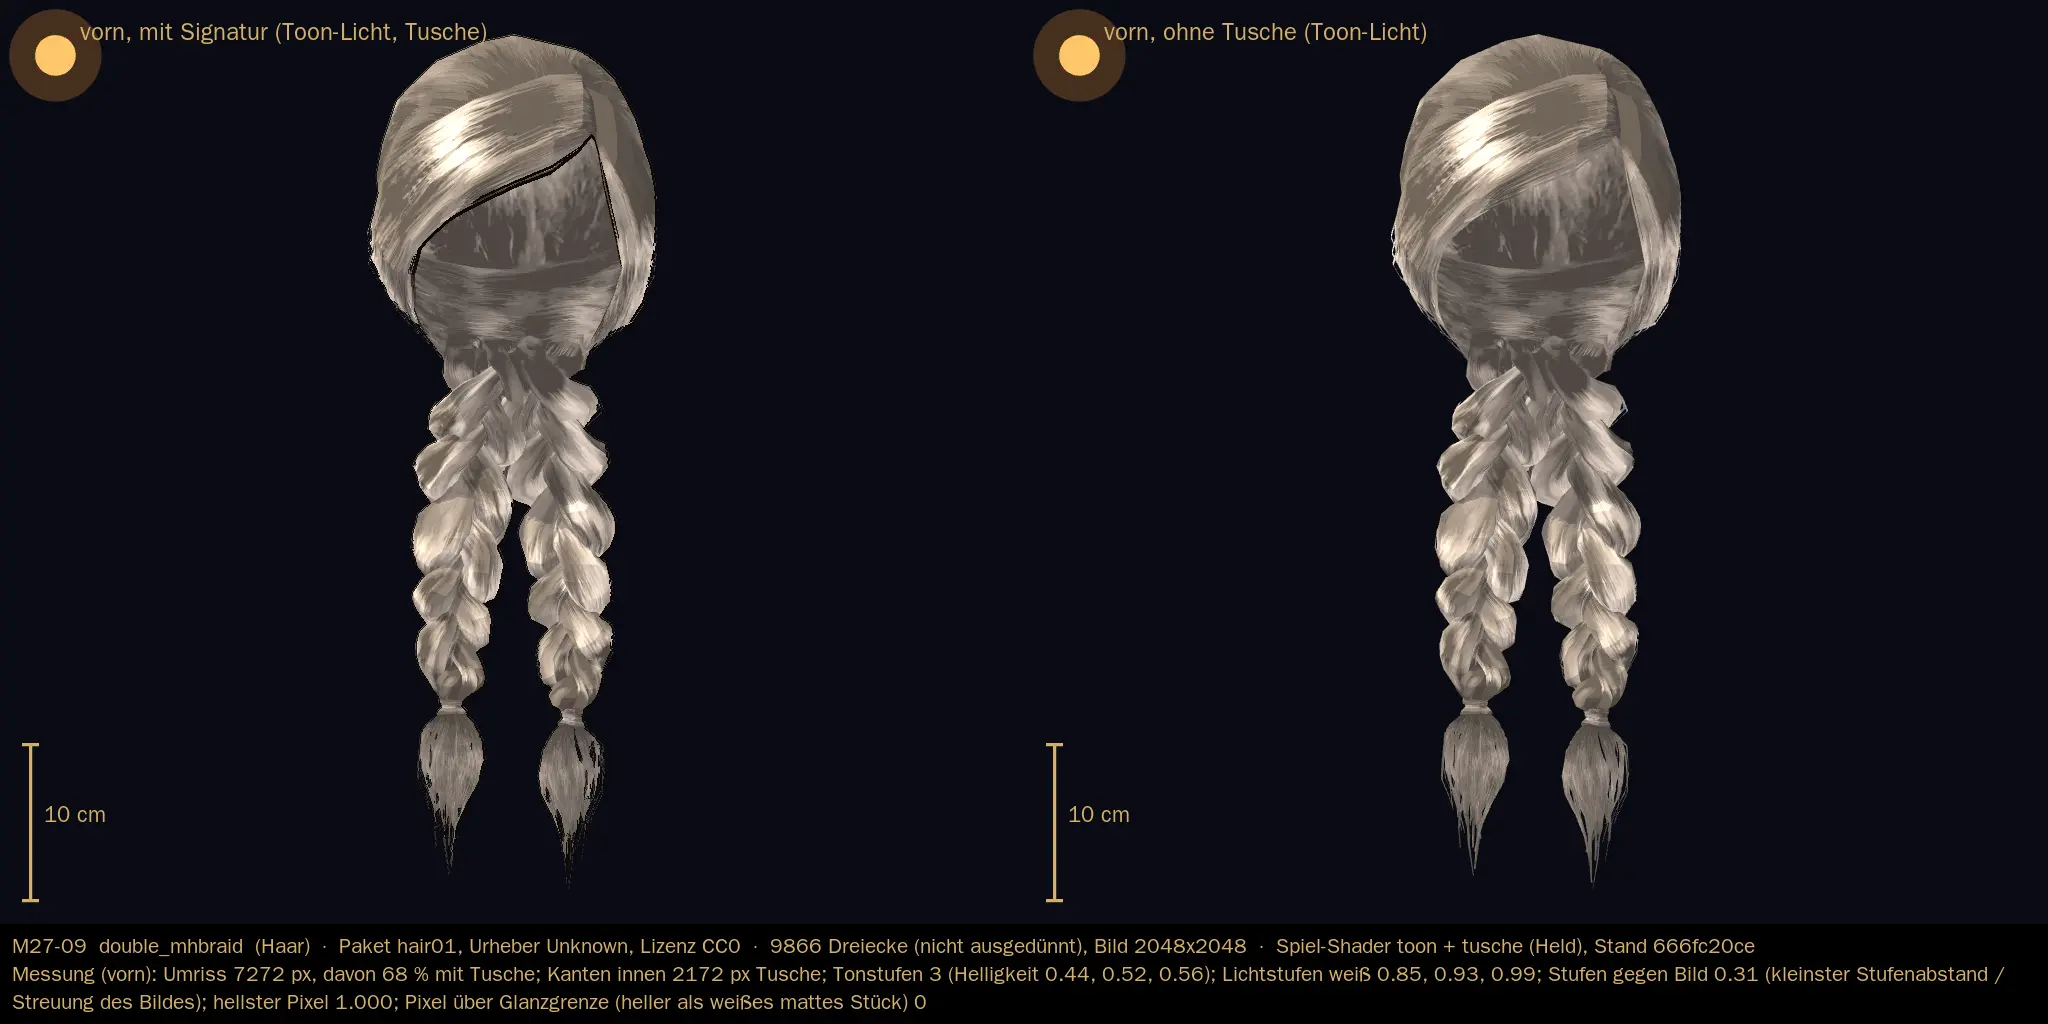 vorn, mit Signatur (Toon-Licht, Tusche)
vorn, ohne Tusche (Toon-Licht)
10 cm
10 cm
M27-09  double_mhbraid  (Haar)  ·  Paket hair01, Urheber Unknown, Lizenz CC0  ·  9866 Dreiecke (nicht ausgedünnt), Bild 2048x2048  ·  Spiel-Shader toon + tusche (Held), Stand 666fc20ce
Messung (vorn): Umriss 7272 px, davon 68 % mit Tusche; Kanten innen 2172 px Tusche; Tonstufen 3 (Helligkeit 0.44, 0.52, 0.56); Lichtstufen weiß 0.85, 0.93, 0.99; Stufen gegen Bild 0.31 (kleinster Stufenabstand /
Streuung des Bildes); hellster Pixel 1.000; Pixel über Glanzgrenze (heller als weißes mattes Stück) 0